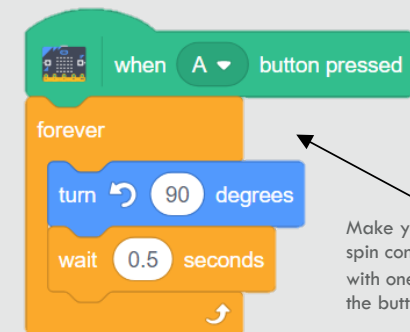 when A button pressed
forever
turn 90 degrees
wait 0.5 seconds
Make y
spin con
with one
the butt